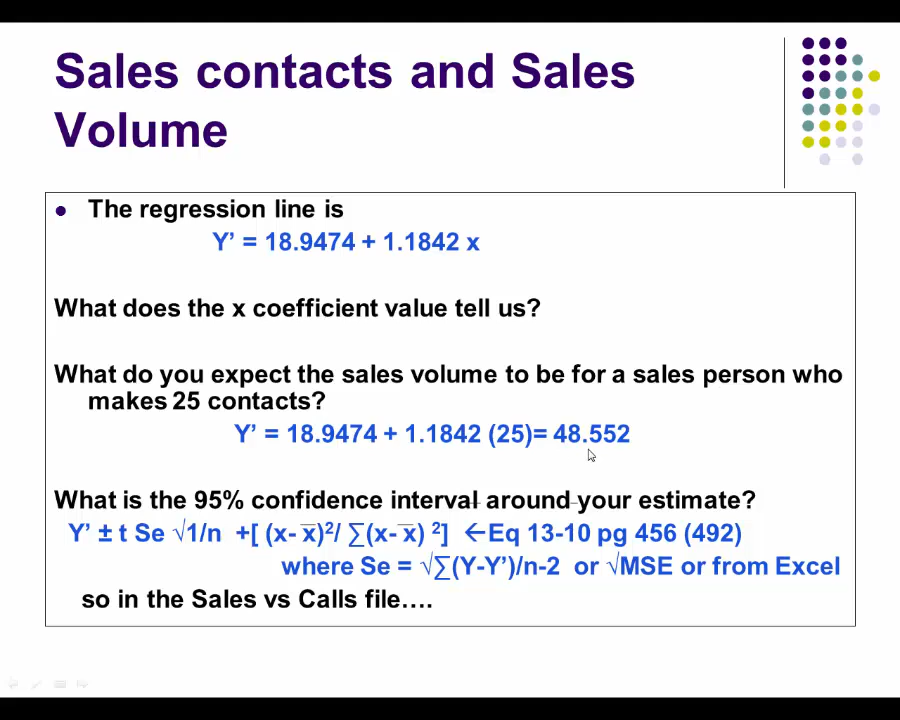 Sales contacts and Sales
Volume
● The regression line is
Y’ = 18.9474 + 1.1842 x
What does the x coefficient value tell us?
What do you expect the sales volume to be for a sales person who
makes 25 contacts?
Y’ = 18.9474 + 1.1842 (25)= 48.552
What is the 95% confidence interval around your estimate?
Y’ ± t Se √1/n +[ (x- x̅)²/ ∑(x- x̅) ²] ←Eq 13-10 pg 456 (492)
where Se = √∑(Y-Y’)/n-2 or √MSE or from Excel
so in the Sales vs Calls file….